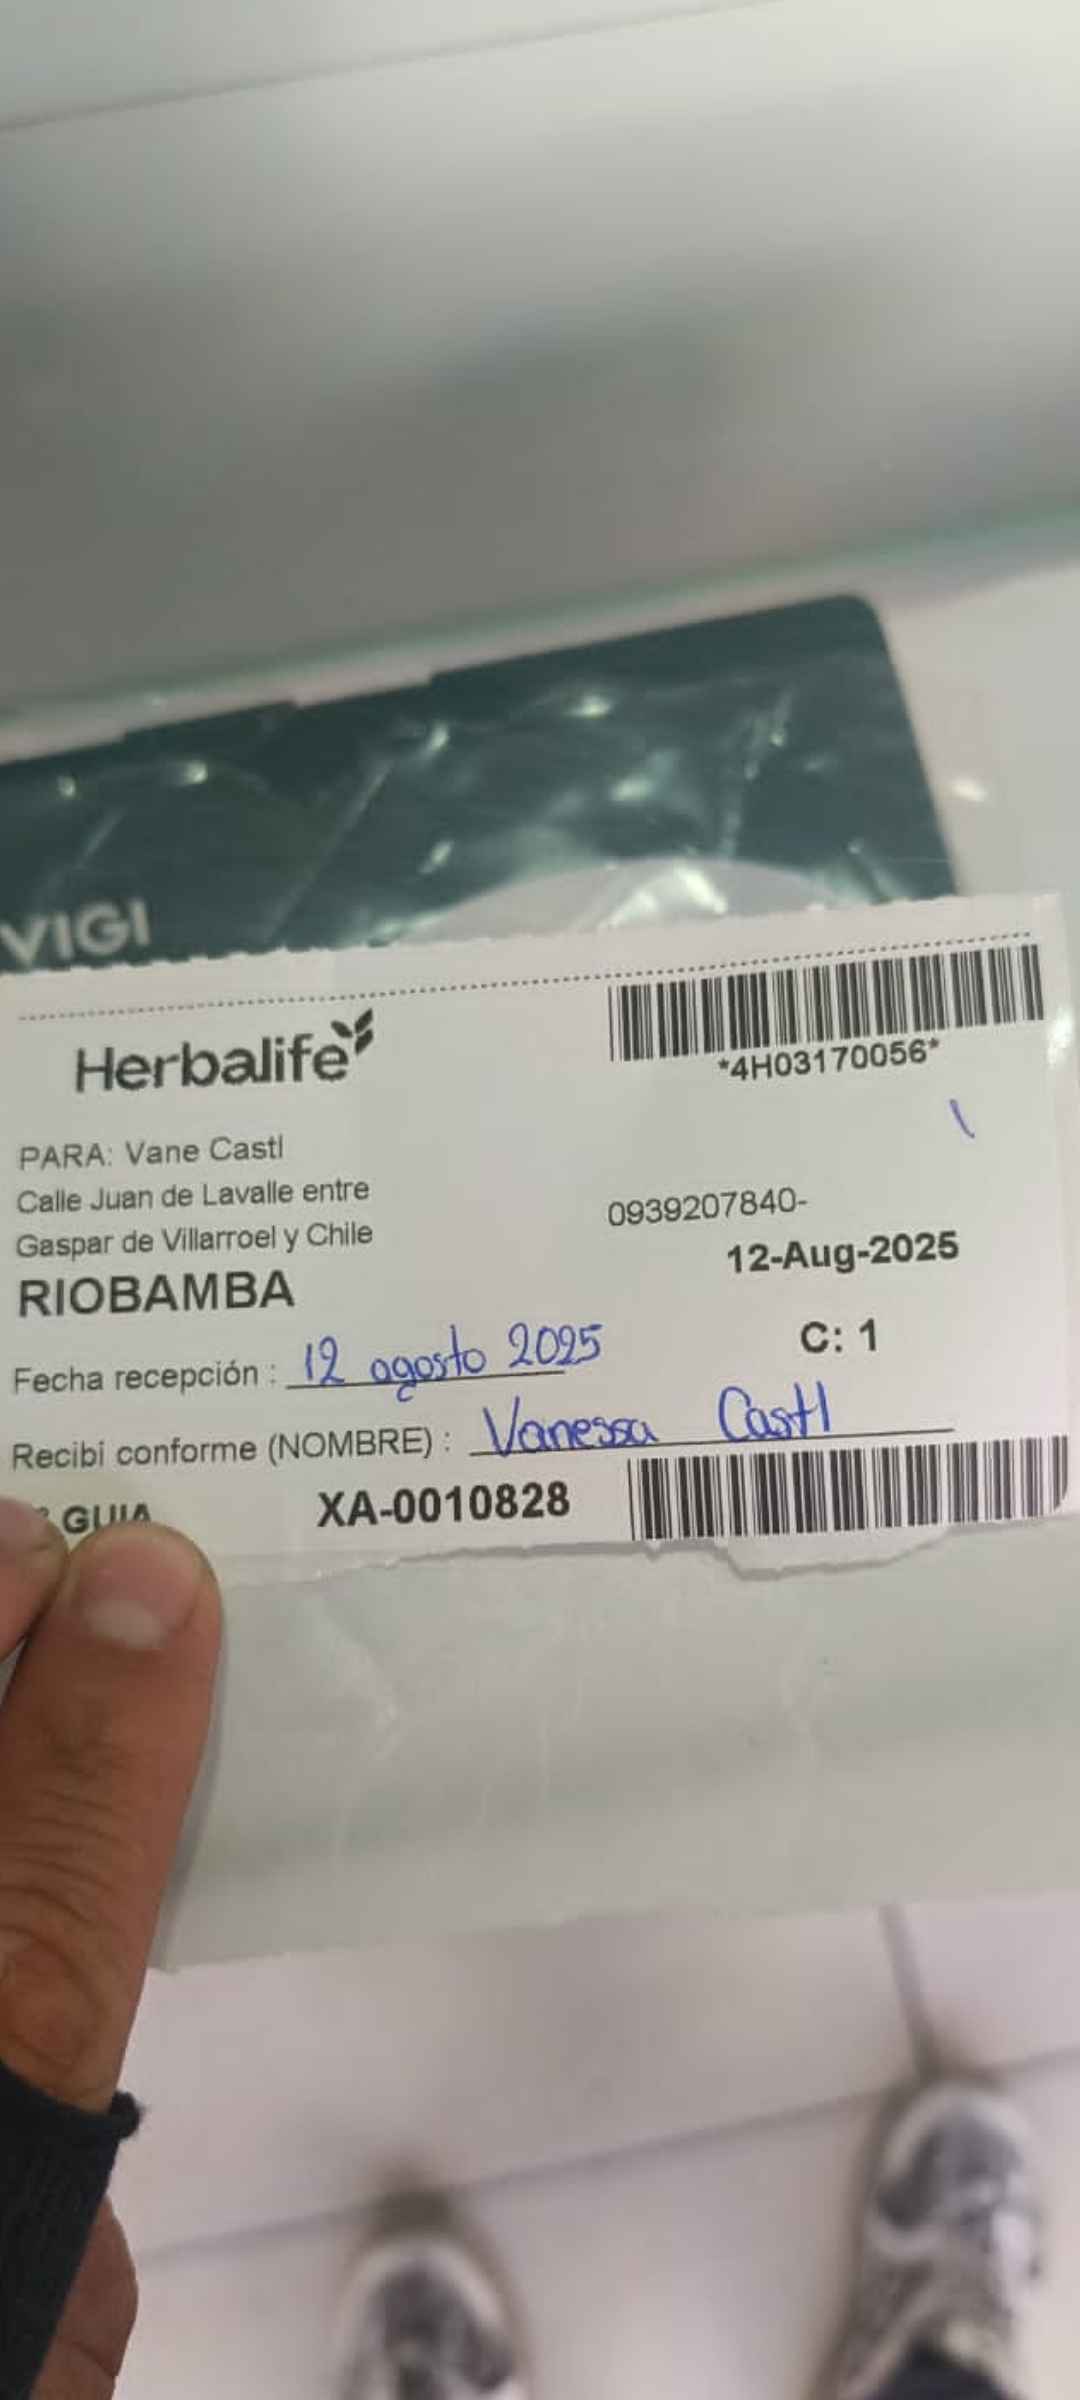 VIGI
Herbalife
*4H03170056*
PARA: Vane Castl
Calle Juan de Lavalle entre
Gaspar de Villarroel y Chile
0939207840-
RIOBAMBA
12-Aug-2025
C: 1
Fecha recepción : 12 agosto 2025
Recibi conforme (NOMBRE) : Vanessa Castl
GUIA XA-0010828